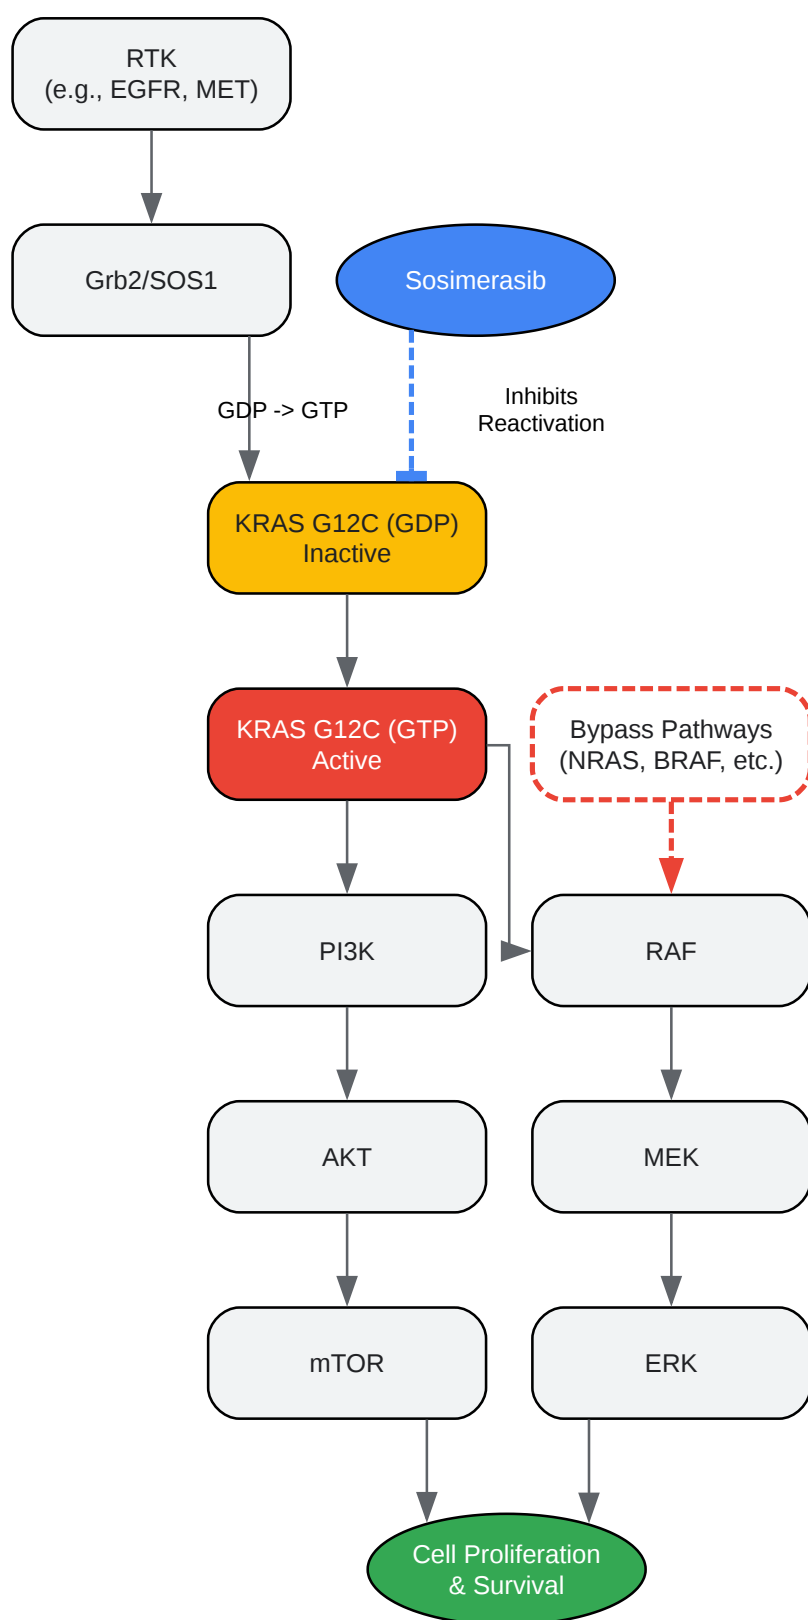 RTK
(e.g., EGFR, MET)
Grb2/SOS1
Sosimerasib
GDP -> GTP
Inhibits
Reactivation
KRAS G12C (GDP)
Inactive
KRAS G12C (GTP)
Active
Bypass Pathways
(NRAS, BRAF, etc.)
PI3K
RAF
AKT
MEK
mTOR
ERK
Cell Proliferation
& Survival